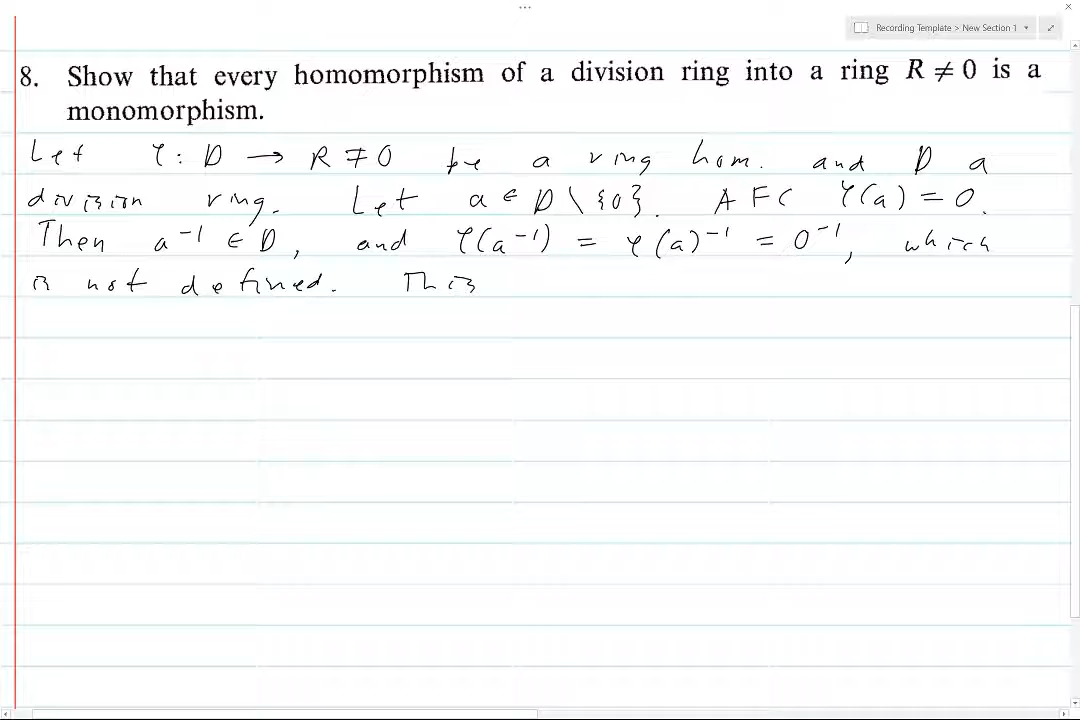 Recording Template > New Section 1
8. Show that every homomorphism of a division ring into a ring R ≠ 0 is a
monomorphism.
Let φ: D → R ≠ 0 be a ring hom. and D a
division ring. Let a ∈ D \ {0}. AFC φ(a) = 0.
Then a⁻¹ ∈ D, and φ(a⁻¹) = φ(a)⁻¹ = 0⁻¹, which
is not defined. This